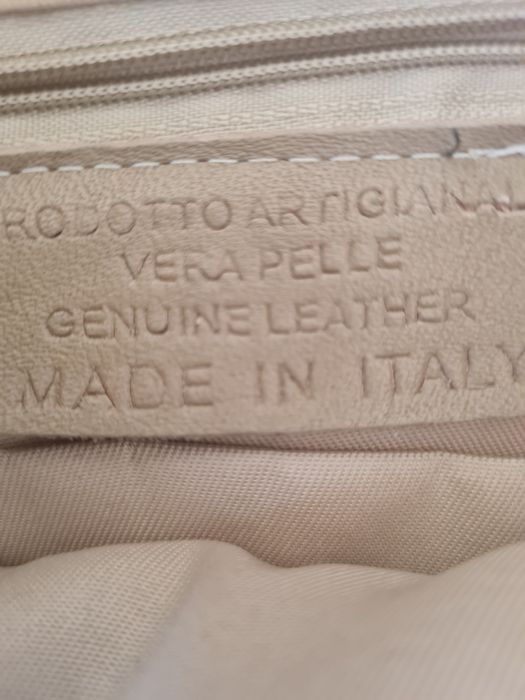 RODOTTO ARTIGIANAL
VERA PELLE
GENUINE LEATHER
MADE IN ITALY